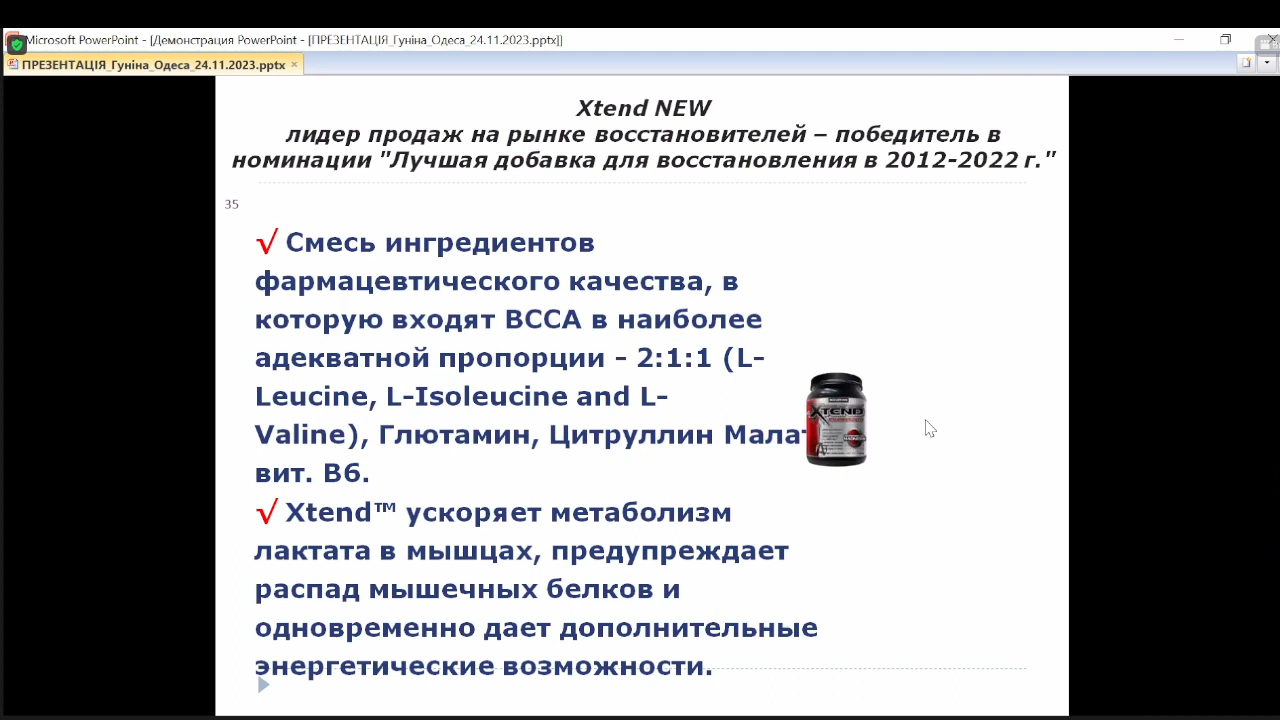 Microsoft PowerPoint - [Демонстрация PowerPoint - [ПРЕЗЕНТАЦІЯ_Гуніна_Одеса_24.11.2023.pptx]]
ПРЕЗЕНТАЦІЯ_Гуніна_Одеса_24.11.2023.pptx
Xtend NEW
лидер продаж на рынке восстановителей – победитель в
номинации "Лучшая добавка для восстановления в 2012-2022 г."
35
√ Смесь ингредиентов
фармацевтического качества, в
которую входят BCCA в наиболее
адекватной пропорции – 2:1:1 (L-
Leucine, L-Isoleucine and L-
Valine), Глютамин, Цитруллин Малат
вит. B6.
XTEND
√ Xtend™ ускоряет метаболизм
лактата в мышцах, предупреждает
распад мышечных белков и
одновременно дает дополнительные
энергетические возможности.